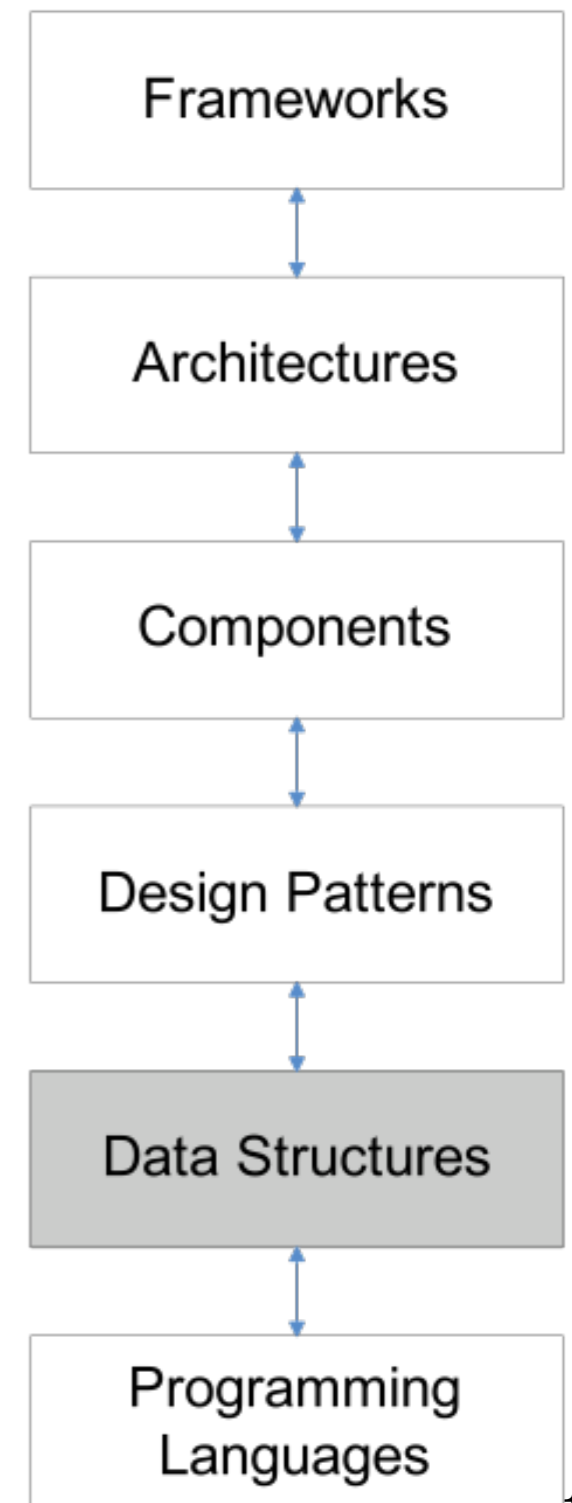 Frameworks
Architectures
Components
Design Patterns
Data Structures
Programming
Languages